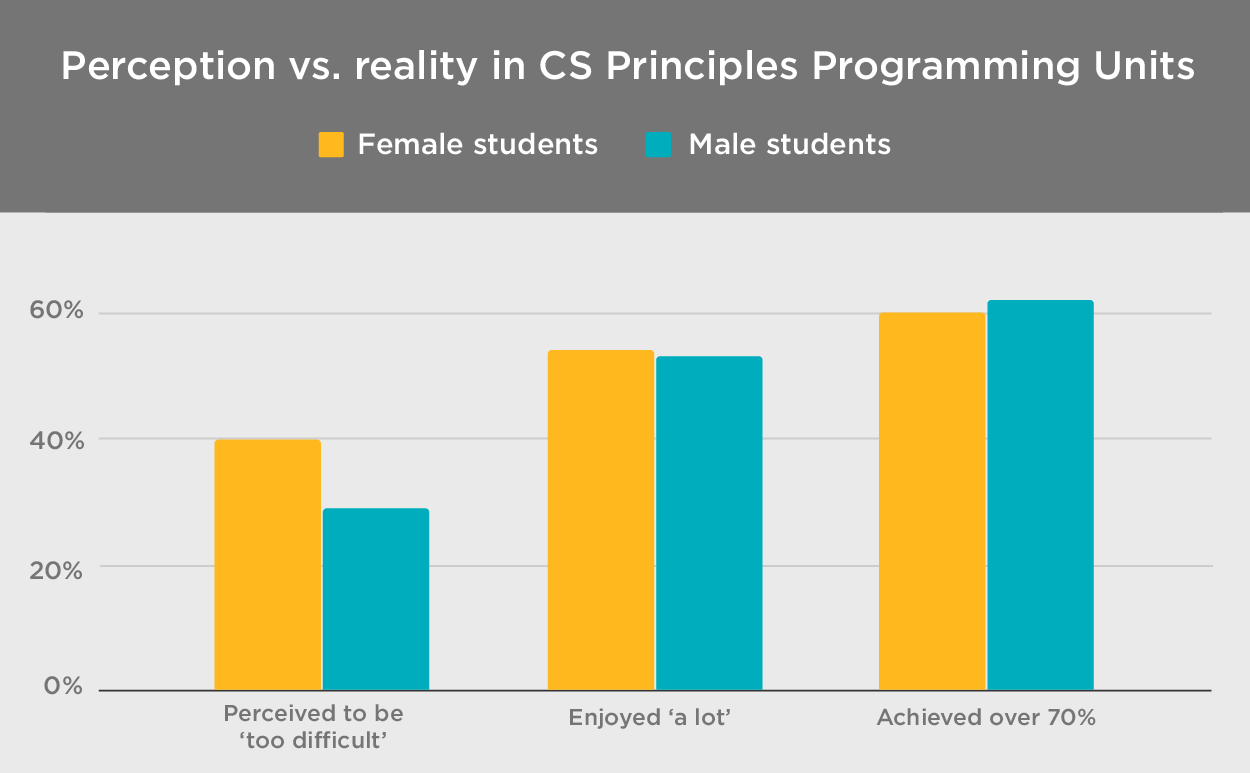 Perception vs. reality in CS Principles Programming Units
Female students
Male students
60%
40%
20%
0%
Perceived to be
‘too difficult’
Enjoyed ‘a lot’
Achieved over 70%